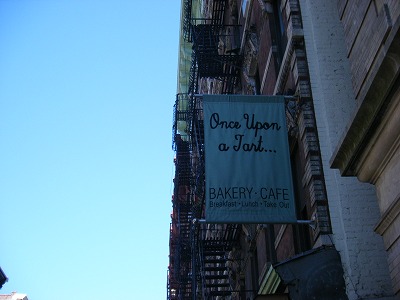 Once Upon
a Tart...
BAKERY · CAFE
Breakfast · Lunch · Take Out